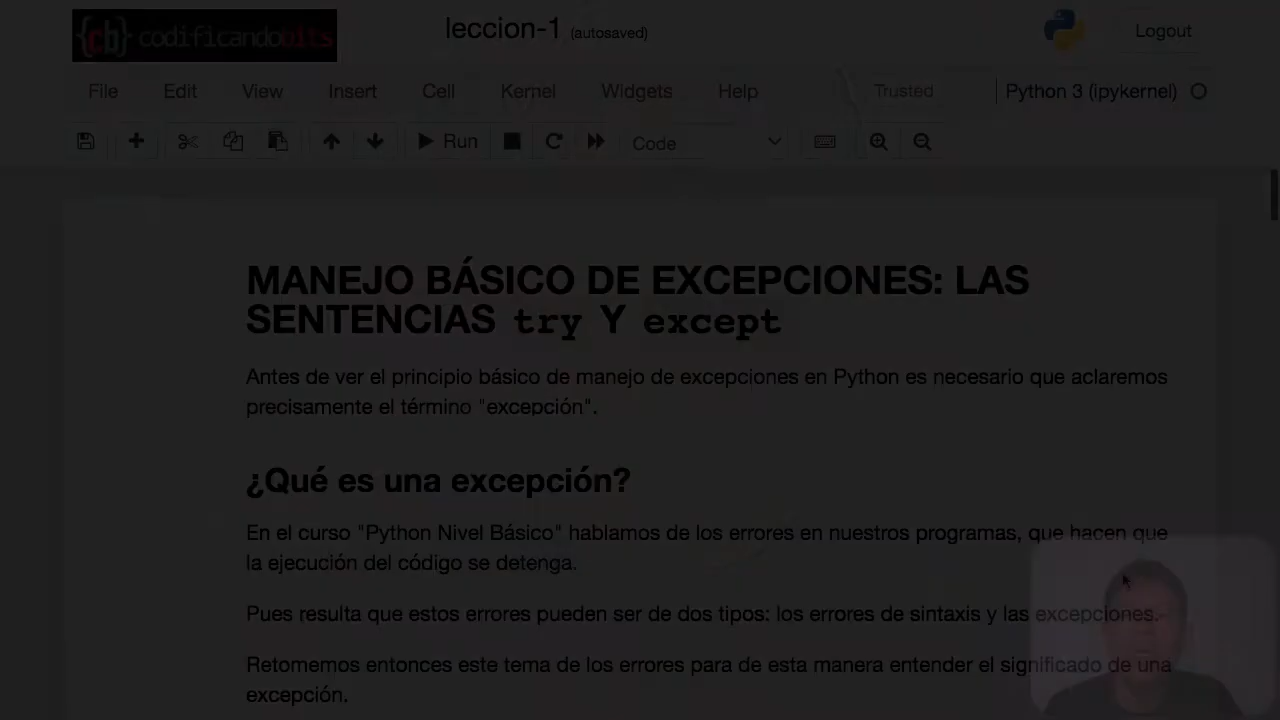 {cb} codificandobits
leccion-1 (autosaved)
Logout
File Edit View Insert Cell Kernel Widgets Help
Trusted
Python 3 (ipykernel)
Run
Code
MANEJO BÁSICO DE EXCEPCIONES: LAS
SENTENCIAS try Y except
Antes de ver el principio básico de manejo de excepciones en Python es necesario que aclaremos
precisamente el término "excepción".
¿Qué es una excepción?
En el curso "Python Nivel Básico" hablamos de los errores en nuestros programas, que hacen que
la ejecución del código se detenga.
Pues resulta que estos errores pueden ser de dos tipos: los errores de sintaxis y las excepciones.
Retomemos entonces este tema de los errores para de esta manera entender el significado de una
excepción.